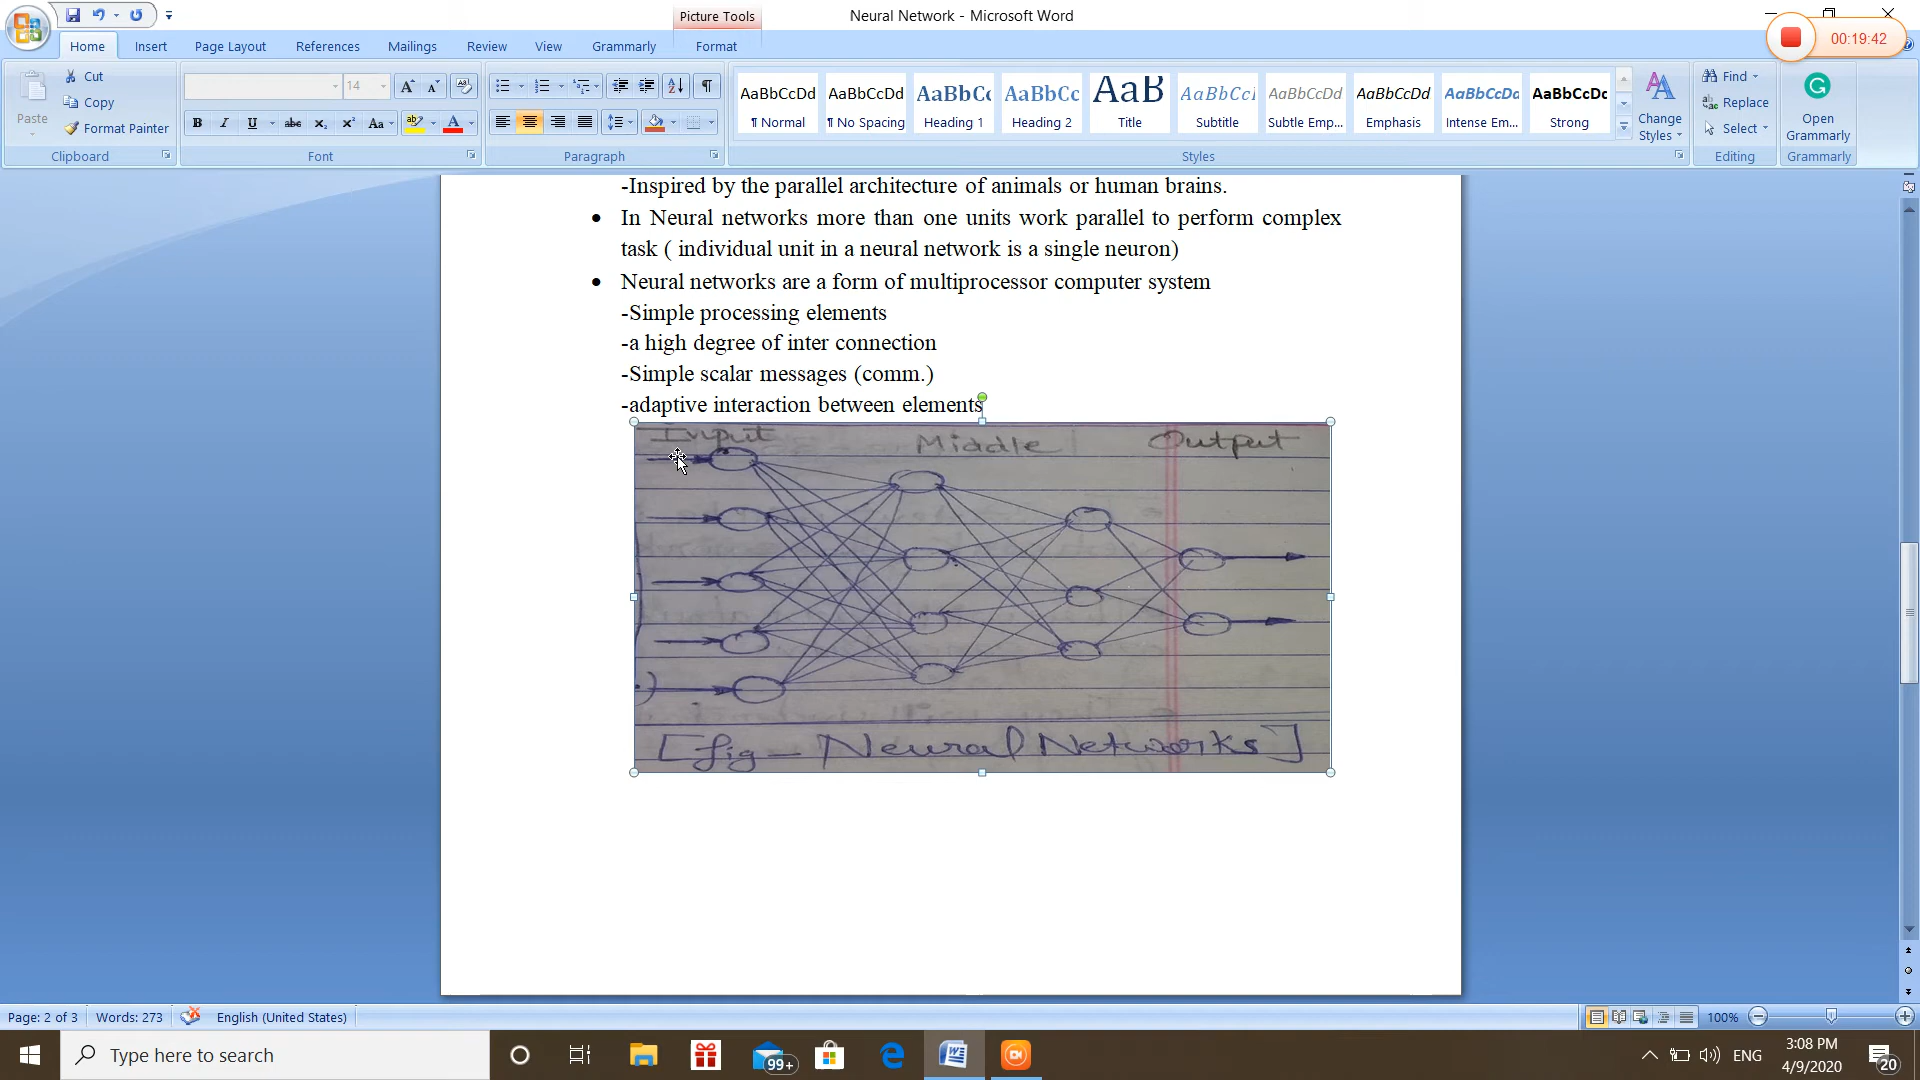 Picture Tools
Neural Network - Microsoft Word
00:19:42
Home Insert Page Layout References Mailings Review View Grammarly Format
Cut
Copy
Format Painter
Paste
Clipboard
14
Font
Paragraph
AaBbCcDd AaBbCcDd AaBbCc AaBbCc AaB AaBbCcI AaBbCcDd AaBbCcDd AaBbCcDd AaBbCcDc
¶ Normal ¶ No Spacing Heading 1 Heading 2 Title Subtitle Subtle Emp... Emphasis Intense Em... Strong
Styles
Change Styles
Find
Replace
Select
Editing
Open Grammarly
Grammarly
-Inspired by the parallel architecture of animals or human brains.
• In Neural networks more than one units work parallel to perform complex
task ( individual unit in a neural network is a single neuron)
• Neural networks are a form of multiprocessor computer system
-Simple processing elements
-a high degree of inter connection
-Simple scalar messages (comm.)
-adaptive interaction between elements
Input Middle Output
[fig - Neural Networks]
Page: 2 of 3 Words: 273 English (United States) 100%
Type here to search
99+
ENG
3:08 PM
4/9/2020
20